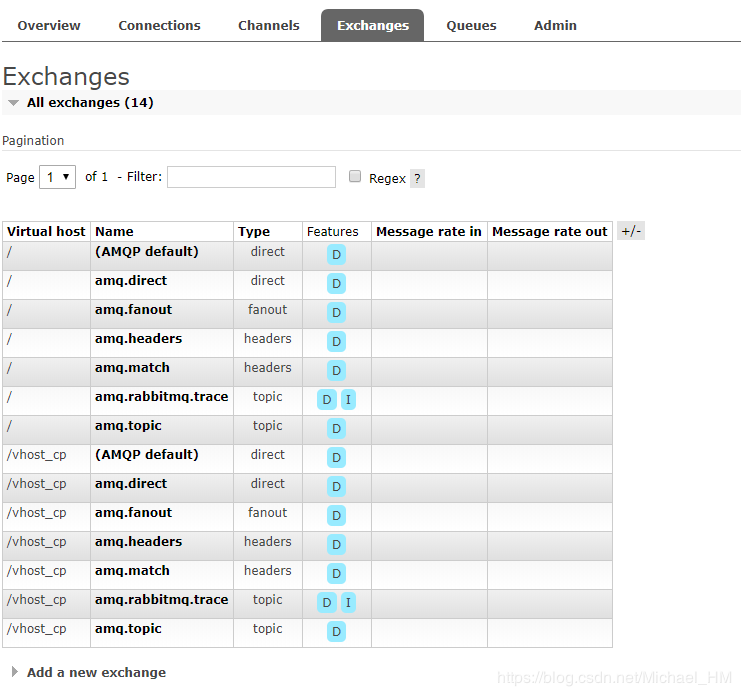 Overview Connections Channels Exchanges Queues Admin
Exchanges
All exchanges (14)
Pagination
Page 1 of 1 - Filter: Regex ?
Virtual host Name Type Features Message rate in Message rate out +/-
/ (AMQP default) direct D
/ amq.direct direct D
/ amq.fanout fanout D
/ amq.headers headers D
/ amq.match headers D
/ amq.rabbitmq.trace topic D I
/ amq.topic topic D
/vhost_cp (AMQP default) direct D
/vhost_cp amq.direct direct D
/vhost_cp amq.fanout fanout D
/vhost_cp amq.headers headers D
/vhost_cp amq.match headers D
/vhost_cp amq.rabbitmq.trace topic D I
/vhost_cp amq.topic topic D
Add a new exchange
https://blog.csdn.net/Michael_HM